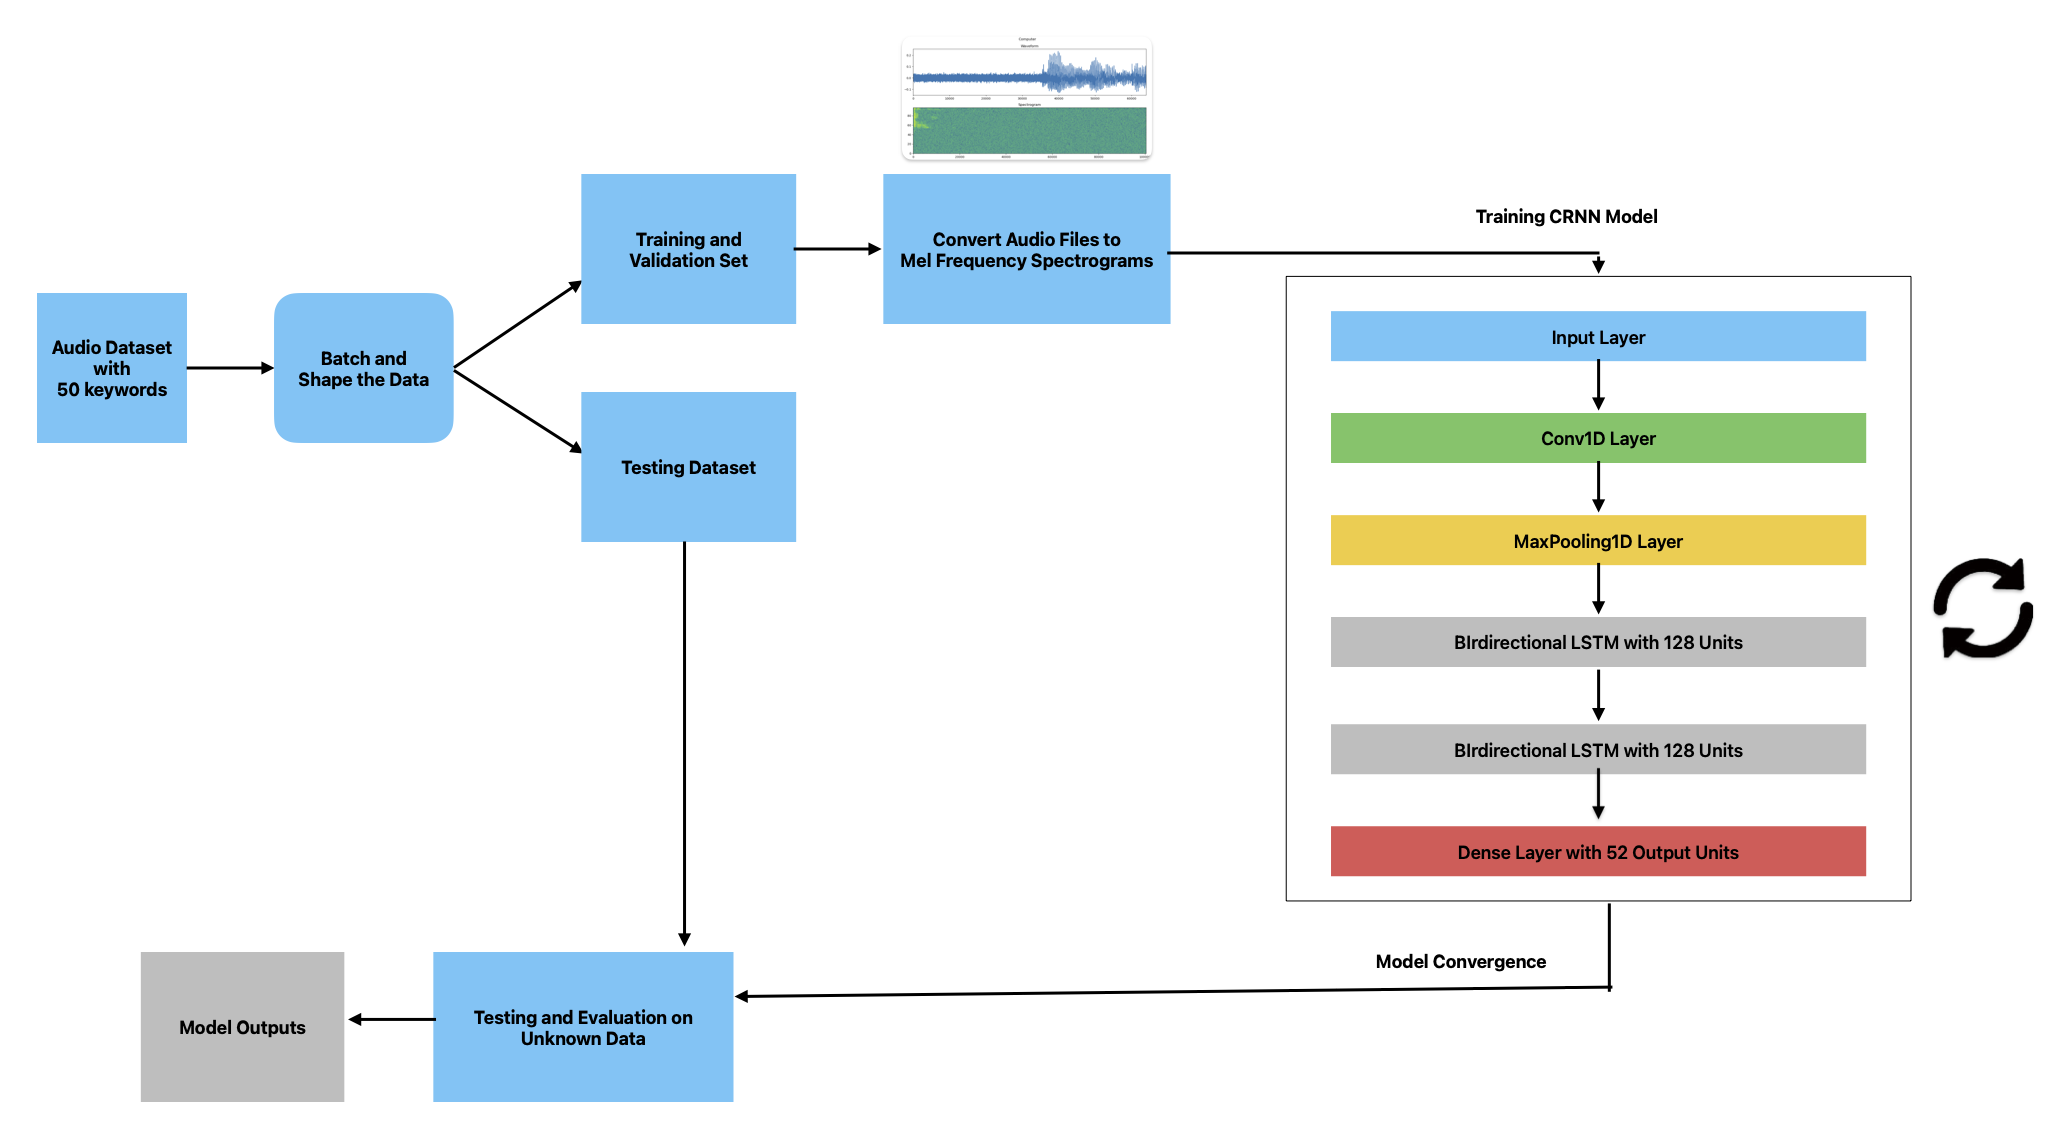 Computer
Waveform
Spectrogram
Training and
Validation Set
Convert Audio Files to
Mel Frequency Spectrograms
Training CRNN Model
Audio Dataset
with
50 keywords
Batch and
Shape the Data
Testing Dataset
Input Layer
Conv1D Layer
MaxPooling1D Layer
BIrdirectional LSTM with 128 Units
BIrdirectional LSTM with 128 Units
Dense Layer with 52 Output Units
Model Convergence
Testing and Evaluation on
Unknown Data
Model Outputs